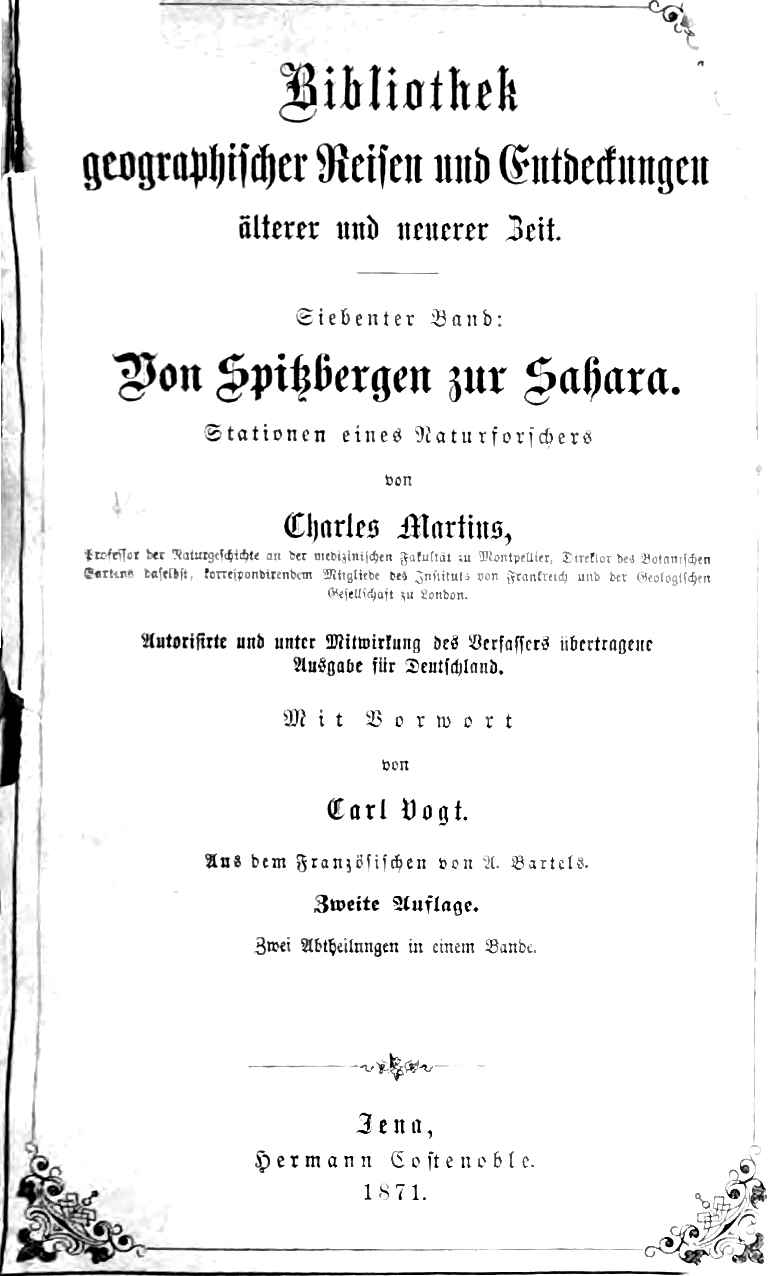 Bibliothek
geographischer Reisen und Entdeckungen
älterer und neuerer Zeit.
Siebenter Band:
Von Spitzbergen zur Sahara.
Stationen eines Naturforschers
von
Charles Martins,
Professor der Naturgeschichte an der medizinischen Fakultät zu Montpellier, Direktor des Botanischen
Gartens daselbst, korrespondirendem Mitgliede des Instituts von Frankreich und der Geologischen
Gesellschaft zu London.
Autorisirte und unter Mitwirkung des Verfassers übertragene
Ausgabe für Deutschland.
Mit Vorwort
von
Carl Vogt.
Aus dem Französischen von A. Bartels.
Zweite Auflage.
Zwei Abtheilungen in einem Bande.
Jena,
Hermann Costenoble.
1871.